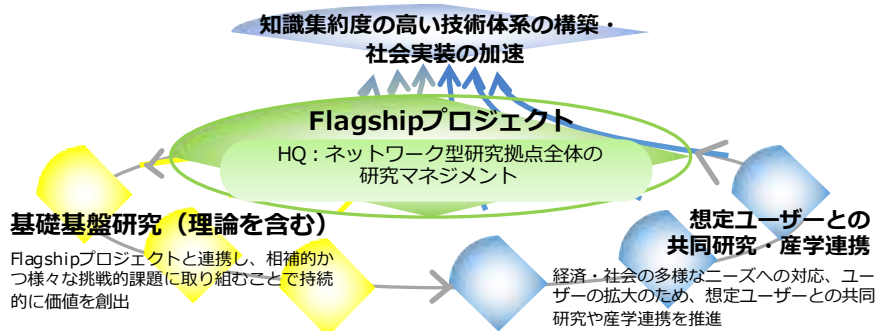 知識集約度の高い技術体系の構築・
社会実装の加速
Flagshipプロジェクト
HQ：ネットワーク型研究拠点全体の
研究マネジメント
基礎基盤研究（理論を含む）
Flagshipプロジェクトと連携し、相補的か
つ様々な挑戦的課題に取り組むことで持続
的に価値を創出
想定ユーザーとの
共同研究・産学連携
経済・社会の多様なニーズへの対応、ユー
ザーの拡大のため、想定ユーザーとの共同
研究や産学連携を推進